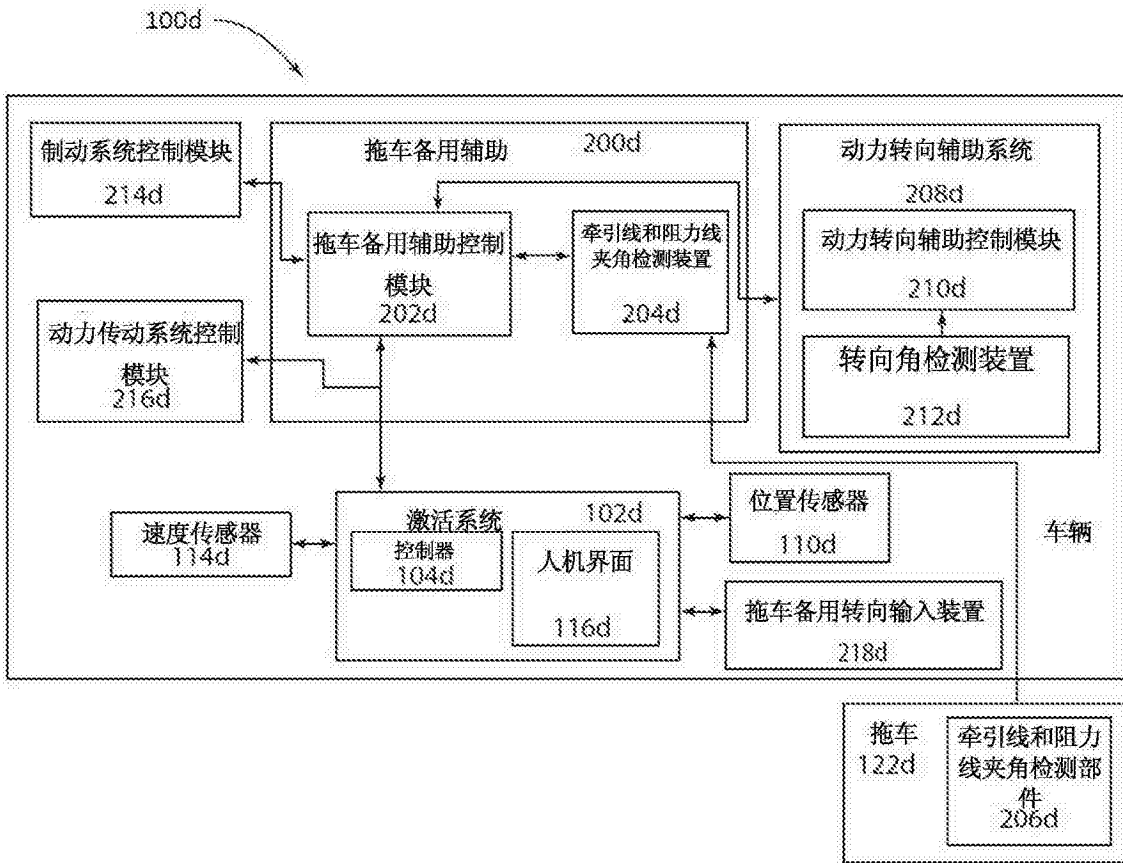 100d
制动系统控制模块
214d
拖车备用辅助
200d
动力转向辅助系统
208d
拖车备用辅助控制
模块
202d
牵引线和阻力线
夹角检测装置
204d
动力转向辅助控制模块
210d
动力传动系统控制
模块
216d
转向角检测装置
212d
速度传感器
114d
激活系统
102d
控制器
104d
人机界面
116d
位置传感器
110d
车辆
拖车备用转向输入装置
218d
拖车
122d
牵引线和阻力
线夹角检测部
件
206d